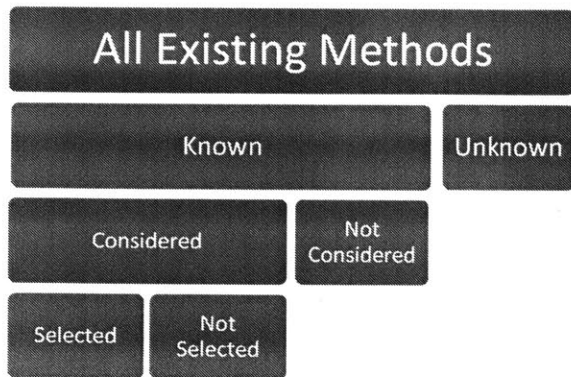 All Existing Methods
Known
Unknown
Considered
Not
Considered
Selected
Not
Selected